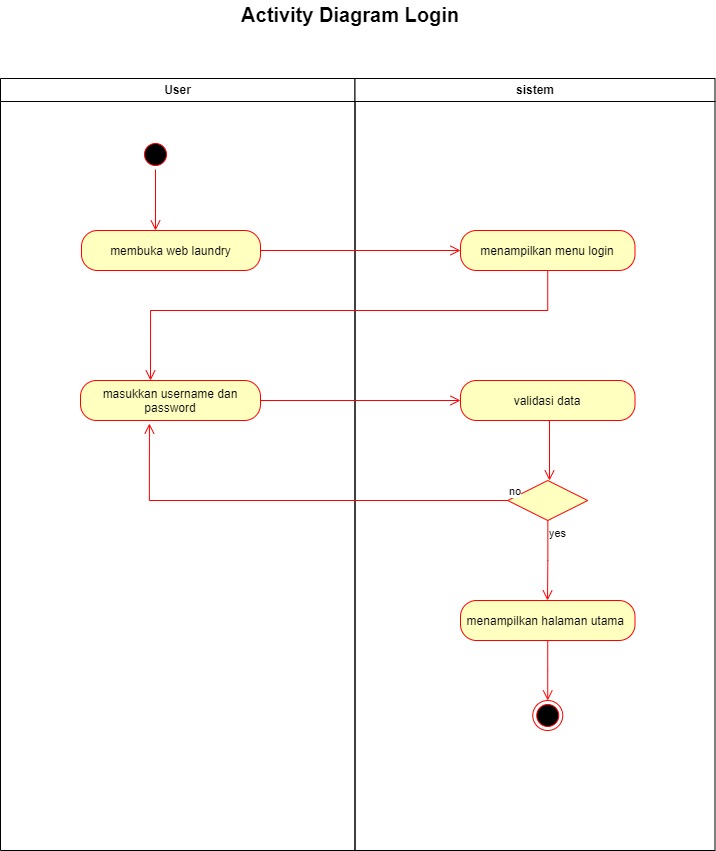 Activity Diagram Login
User
sistem
membuka web laundry
menampilkan menu login
masukkan username dan
password
validasi data
no
yes
menampilkan halaman utama